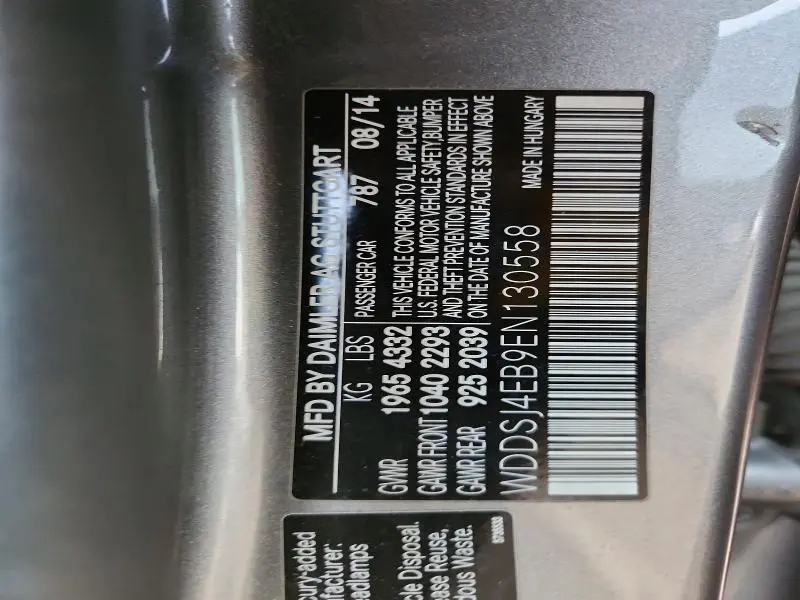 MFD BY DAIMLER AG STUTTGART
KG LBS PASSENGER CAR 787 08/14
GVWR 1965 4332 THIS VEHICLE CONFORMS TO ALL APPLICABLE
GAWR FRONT 1040 2293 U.S. FEDERAL MOTOR VEHICLE SAFETY, BUMPER
GAWR REAR 925 2039 AND THEFT PREVENTION STANDARDS IN EFFECT
ON THE DATE OF MANUFACTURE SHOWN ABOVE
WDDSJ4EB9EN130558 MADE IN HUNGARY
cury-added
facturer:
eadlamps
cle Disposal.
ease Reuse,
dous Waste.